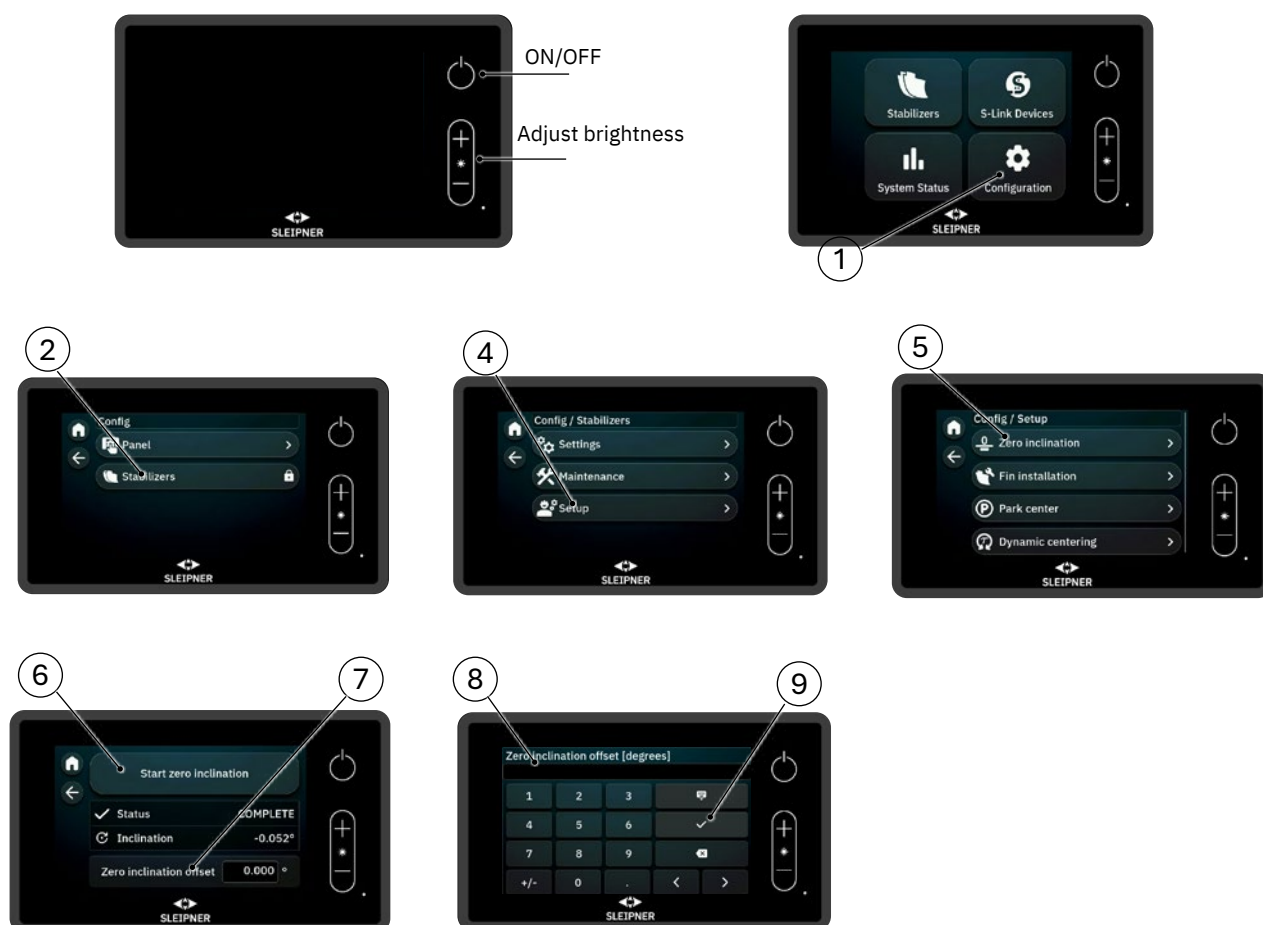 ON/OFF
Adjust brightness
SLEIPNER
Stabilizers
S-Link Devices
System Status
Configuration
SLEIPNER
1
2
Config
Panel
Stabilizers
SLEIPNER
4
Config / Stabilizers
Settings
Maintenance
Setup
SLEIPNER
5
Config / Setup
Zero inclination
Fin installation
Park center
Dynamic centering
SLEIPNER
6
7
Start zero inclination
Status COMPLETE
Inclination -0.052°
Zero inclination offset 0.000 °
SLEIPNER
8
9
Zero inclination offset [degrees]
1 2 3
4 5 6
7 8 9
+/- 0 . < >
SLEIPNER